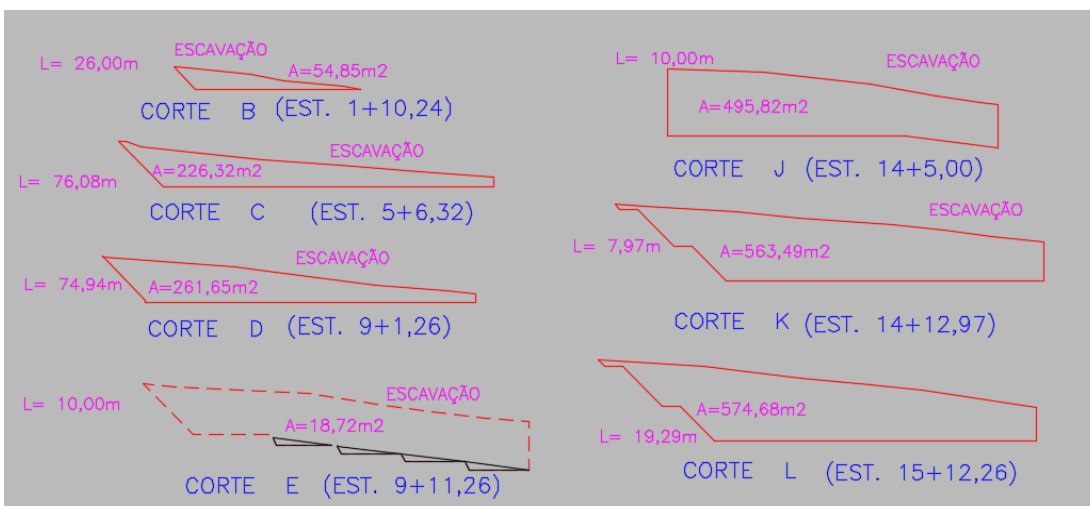 ESCAVAÇÃO
L= 26,00m
A=54,85m2
CORTE B (EST. 1+10,24)
ESCAVAÇÃO
A=226,32m2
L= 76,08m
CORTE C (EST. 5+6,32)
ESCAVAÇÃO
L= 74,94m
A=261,65m2
CORTE D (EST. 9+1,26)
ESCAVAÇÃO
L= 10,00m
A=18,72m2
CORTE E (EST. 9+11,26)
L= 10,00m
ESCAVAÇÃO
A=495,82m2
CORTE J (EST. 14+5,00)
ESCAVAÇÃO
L= 7,97m
A=563,49m2
CORTE K (EST. 14+12,97)
A=574,68m2
L= 19,29m
CORTE L (EST. 15+12,26)